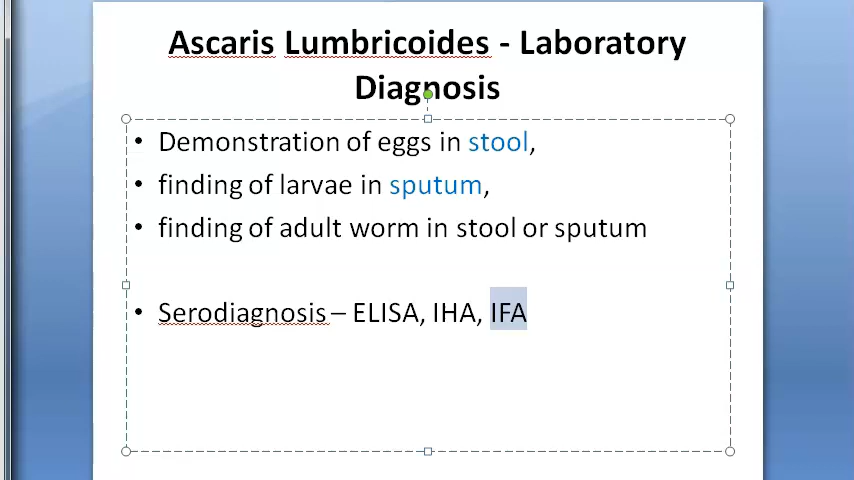 Ascaris Lumbricoides - Laboratory
Diagnosis
• Demonstration of eggs in stool,
• finding of larvae in sputum,
• finding of adult worm in stool or sputum
• Serodiagnosis – ELISA, IHA, IFA